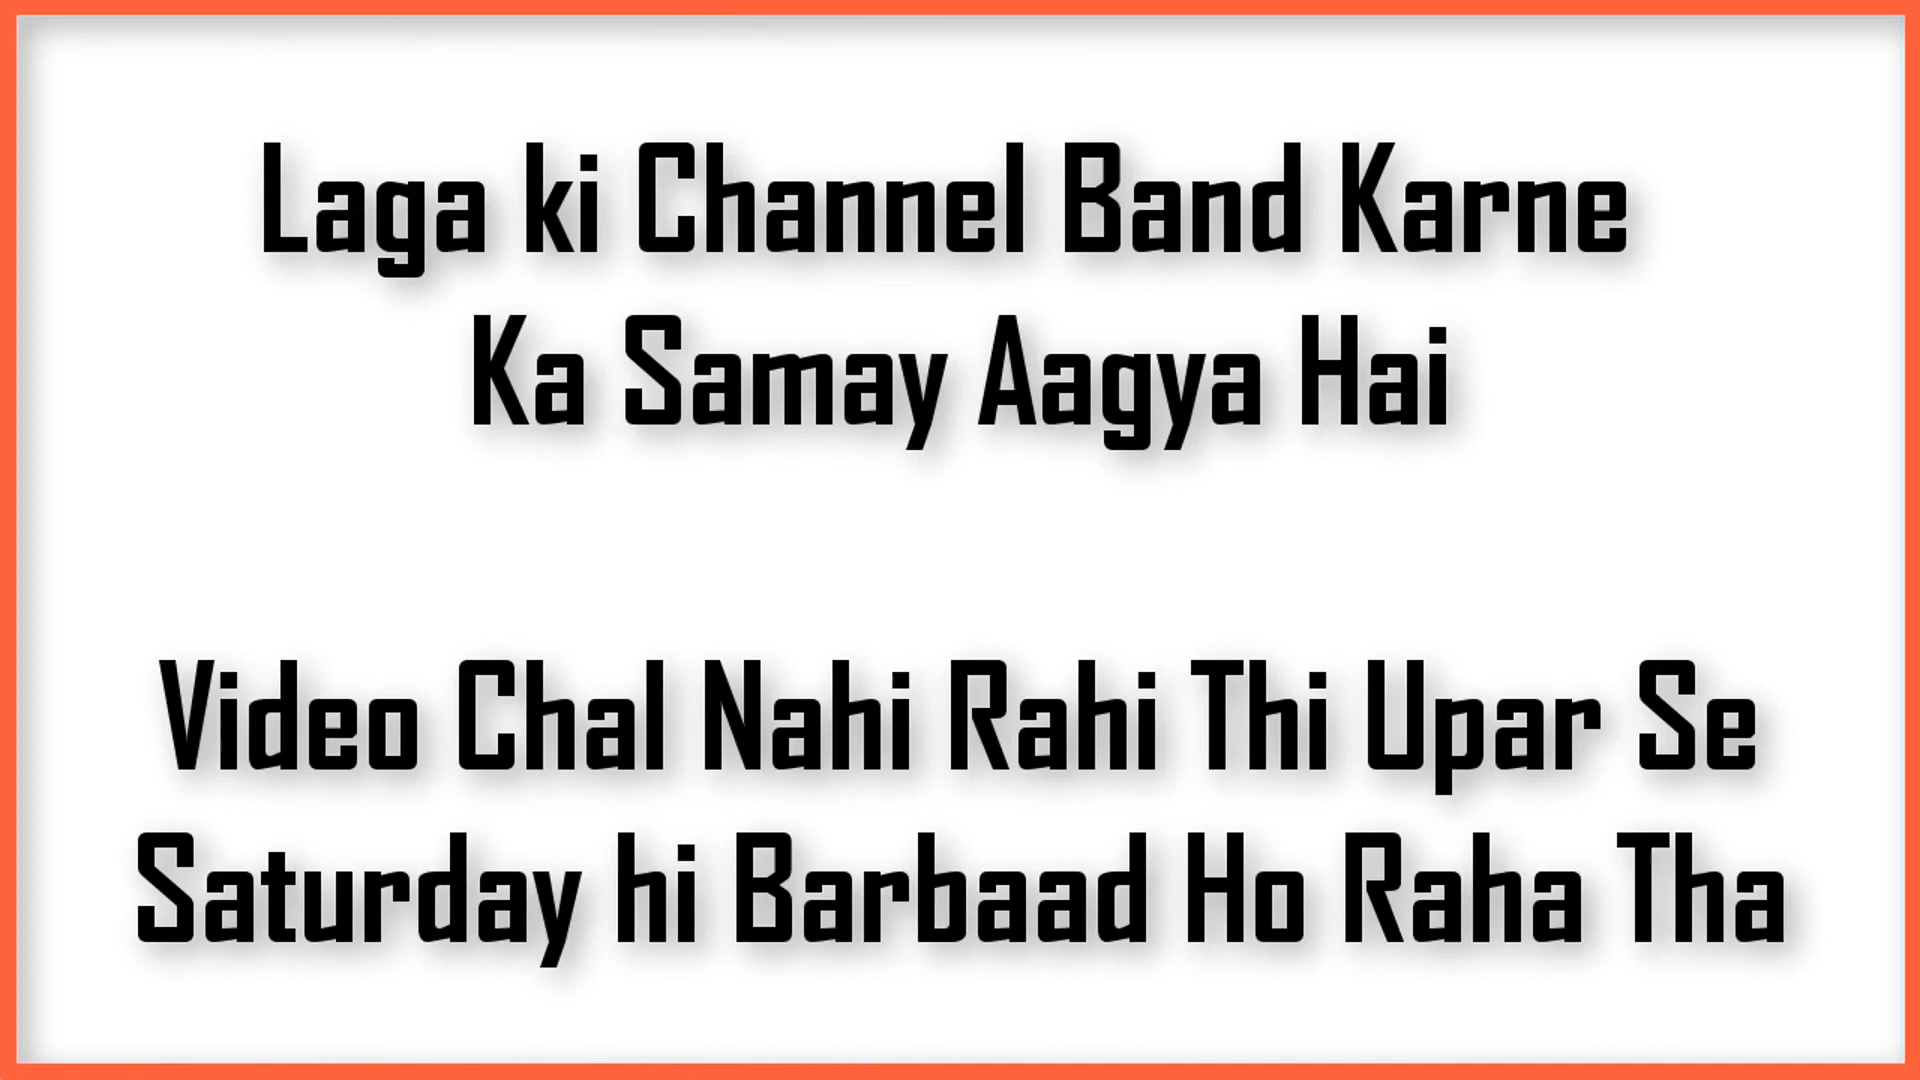 Laga ki Channel Band Karne
Ka Samay Aagya Hai
Video Chal Nahi Rahi Thi Upar Se
Saturday hi Barbaad Ho Raha Tha